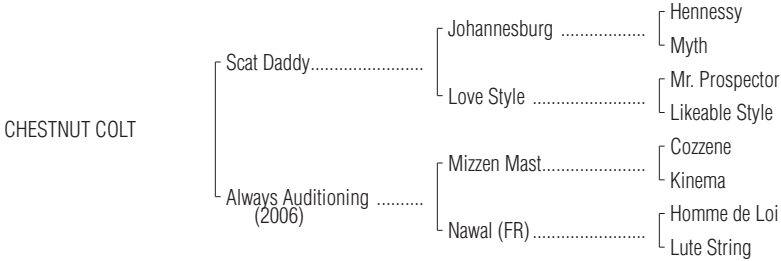 Hennessy
Johannesburg ....................
Myth
Scat Daddy.......................
Mr. Prospector
Love Style .......................
Likeable Style
CHESTNUT COLT
Cozzene
Mizzen Mast.....................
Kinema
Always Auditioning ..........
(2006)
Homme de Loi
Nawal (FR).......................
Lute String